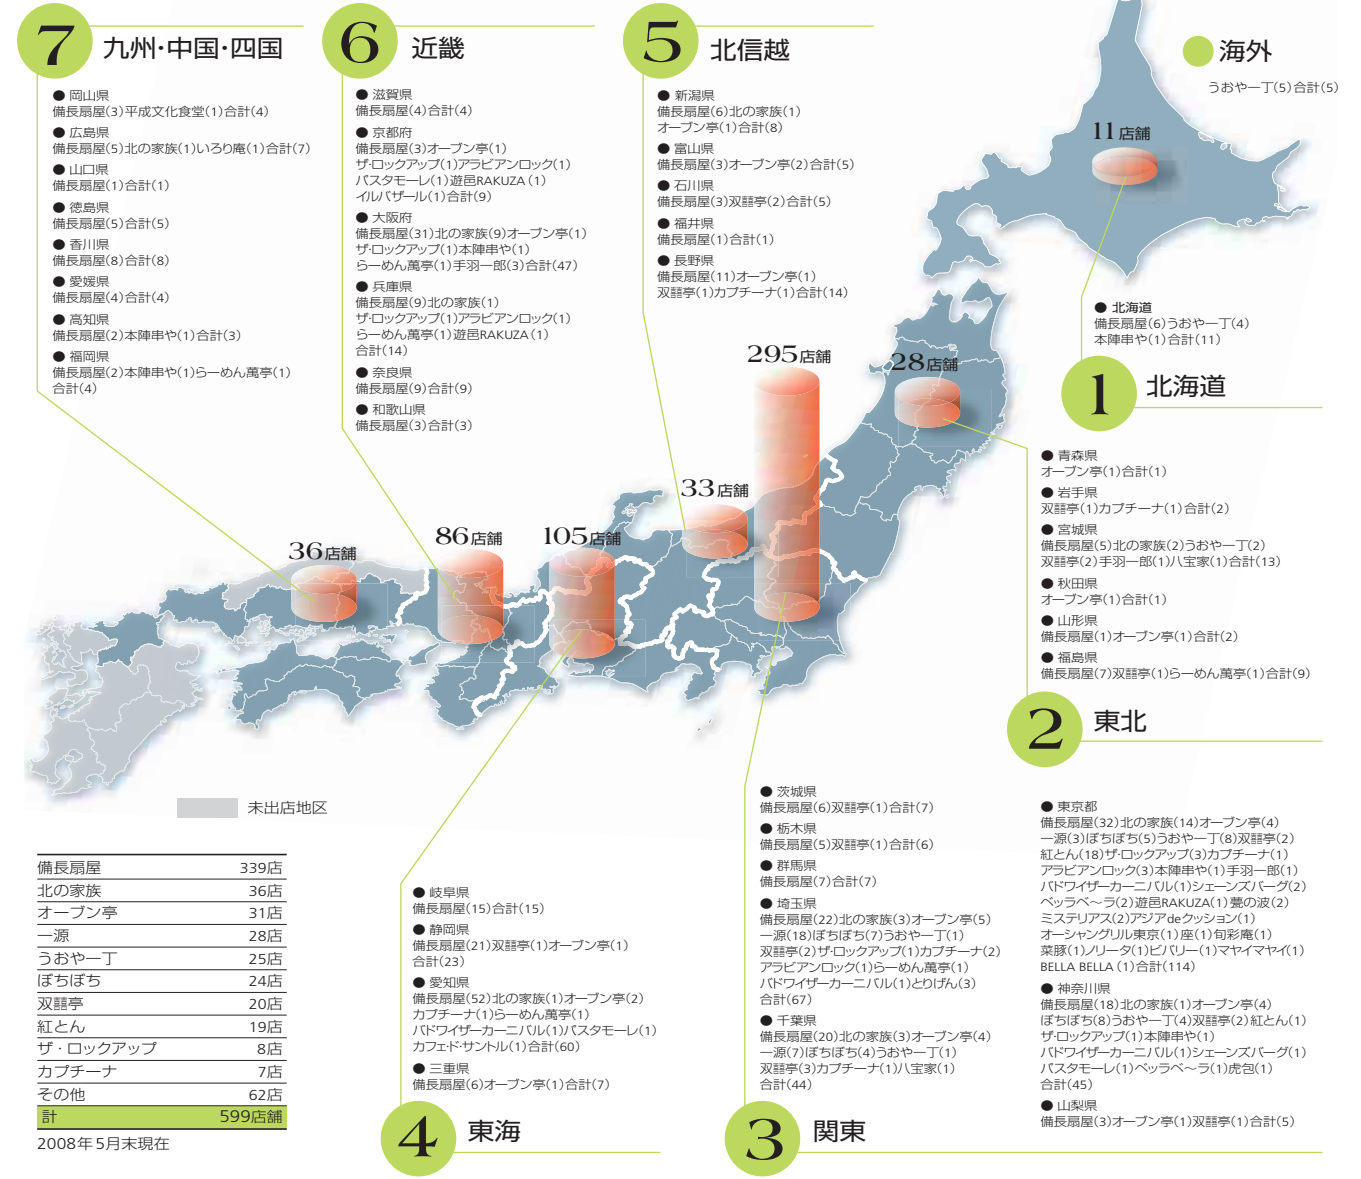 7 九州・中国・四国
● 岡山県
備長扇屋(3)平成文化食堂(1)合計(4)
● 広島県
備長扇屋(5)北の家族(1)いろり庵(1)合計(7)
● 山口県
備長扇屋(1)合計(1)
● 徳島県
備長扇屋(5)合計(5)
● 香川県
備長扇屋(8)合計(8)
● 愛媛県
備長扇屋(4)合計(4)
● 高知県
備長扇屋(2)本陣串や(1)合計(3)
● 福岡県
備長扇屋(2)本陣串や(1)らーめん萬亭(1)
合計(4)
6 近畿
● 滋賀県
備長扇屋(4)合計(4)
● 京都府
備長扇屋(3)オーブン亭(1)
ザ・ロックアップ(1)アラビアンロック(1)
パスタモーレ(1)遊邑RAKUZA(1)
イルバザール(1)合計(9)
● 大阪府
備長扇屋(31)北の家族(9)オーブン亭(1)
ザ・ロックアップ(1)本陣串や(1)
らーめん萬亭(1)手羽一郎(3)合計(47)
● 兵庫県
備長扇屋(9)北の家族(1)
ザ・ロックアップ(1)アラビアンロック(1)
らーめん萬亭(1)遊邑RAKUZA(1)
合計(14)
● 奈良県
備長扇屋(9)合計(9)
● 和歌山県
備長扇屋(3)合計(3)
5 北信越
● 新潟県
備長扇屋(6)北の家族(1)
オーブン亭(1)合計(8)
● 富山県
備長扇屋(3)オーブン亭(2)合計(5)
● 石川県
備長扇屋(3)双囍亭(2)合計(5)
● 福井県
備長扇屋(1)合計(1)
● 長野県
備長扇屋(11)オーブン亭(1)
双囍亭(1)カプチーナ(1)合計(14)
海外
うおや一丁(5)合計(5)
11店舗
● 北海道
備長扇屋(6)うおや一丁(4)
本陣串や(1)合計(11)
1 北海道
295店舗
28店舗
33店舗
105店舗
86店舗
36店舗
● 青森県
オーブン亭(1)合計(1)
● 岩手県
双囍亭(1)カプチーナ(1)合計(2)
● 宮城県
備長扇屋(5)北の家族(2)うおや一丁(2)
双囍亭(2)手羽一郎(1)八宝家(1)合計(13)
● 秋田県
オーブン亭(1)合計(1)
● 山形県
備長扇屋(1)オーブン亭(1)合計(2)
● 福島県
備長扇屋(7)双囍亭(1)らーめん萬亭(1)合計(9)
2 東北
未出店地区
備長扇屋 339店
北の家族 36店
オーブン亭 31店
一源 28店
うおや一丁 25店
ぼちぼち 24店
双囍亭 20店
紅とん 19店
ザ・ロックアップ 8店
カプチーナ 7店
その他 62店
計 599店舗
2008年5月末現在
● 岐阜県
備長扇屋(15)合計(15)
● 静岡県
備長扇屋(21)双囍亭(1)オーブン亭(1)
合計(23)
● 愛知県
備長扇屋(52)北の家族(1)オーブン亭(2)
カプチーナ(1)らーめん萬亭(1)
バドワイザーカーニバル(1)パスタモーレ(1)
カフェド・サントル(1)合計(60)
● 三重県
備長扇屋(6)オーブン亭(1)合計(7)
4 東海
● 茨城県
備長扇屋(6)双囍亭(1)合計(7)
● 栃木県
備長扇屋(5)双囍亭(1)合計(6)
● 群馬県
備長扇屋(7)合計(7)
● 埼玉県
備長扇屋(22)北の家族(3)オーブン亭(5)
一源(18)ぼちぼち(7)うおや一丁(1)
双囍亭(2)ザ・ロックアップ(1)カプチーナ(2)
アラビアンロック(1)らーめん萬亭(1)
バドワイザーカーニバル(1)とりげん(3)
合計(67)
● 千葉県
備長扇屋(20)北の家族(3)オーブン亭(4)
一源(7)ぼちぼち(4)うおや一丁(1)
双囍亭(3)カプチーナ(1)八宝家(1)
合計(44)
● 東京都
備長扇屋(32)北の家族(14)オーブン亭(4)
一源(3)ぼちぼち(5)うおや一丁(8)双囍亭(2)
紅とん(18)ザ・ロックアップ(3)カプチーナ(1)
アラビアンロック(3)本陣串や(1)手羽一郎(1)
バドワイザーカーニバル(1)シェーンズバーグ(2)
ベッラベ〜ラ(2)遊邑RAKUZA(1)甍の波(2)
ミステリアス(2)アジアdeクッション(1)
オーシャングリル東京(1)座(1)旬彩庵(1)
菜豚(1)ノリータ(1)ビバリー(1)マヤイマヤイ(1)
BELLA BELLA(1)合計(114)
● 神奈川県
備長扇屋(18)北の家族(1)オーブン亭(4)
ぼちぼち(8)うおや一丁(4)双囍亭(2)紅とん(1)
ザ・ロックアップ(1)本陣串や(1)
バドワイザーカーニバル(1)シェーンズバーグ(1)
パスタモーレ(1)ベッラベ〜ラ(1)虎包(1)
合計(45)
● 山梨県
備長扇屋(3)オーブン亭(1)双囍亭(1)合計(5)
3 関東